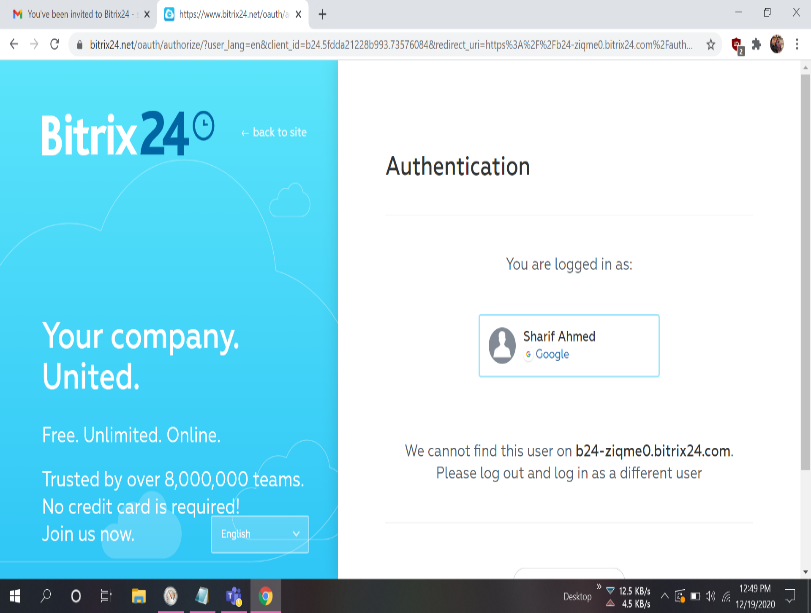 You've been invited to Bitrix24 -
https://www.bitrix24.net/oauth/a
bitrix24.net/oauth/authorize/?user_lang=en&client_id=b24.5fdda21228b993.73576084&redirect_uri=https%3A%2F%2Fb24-ziqme0.bitrix24.com%2Fauth...
2
Bitrix24
← back to site
Your company.
United.
Free. Unlimited. Online.
Trusted by over 8,000,000 teams.
No credit card is required!
Join us now.
English
Authentication
You are logged in as:
Sharif Ahmed
G Google
We cannot find this user on b24-ziqme0.bitrix24.com.
Please log out and log in as a different user
Desktop
12.5 KB/s
4.5 KB/s
12:49 PM
12/19/2020